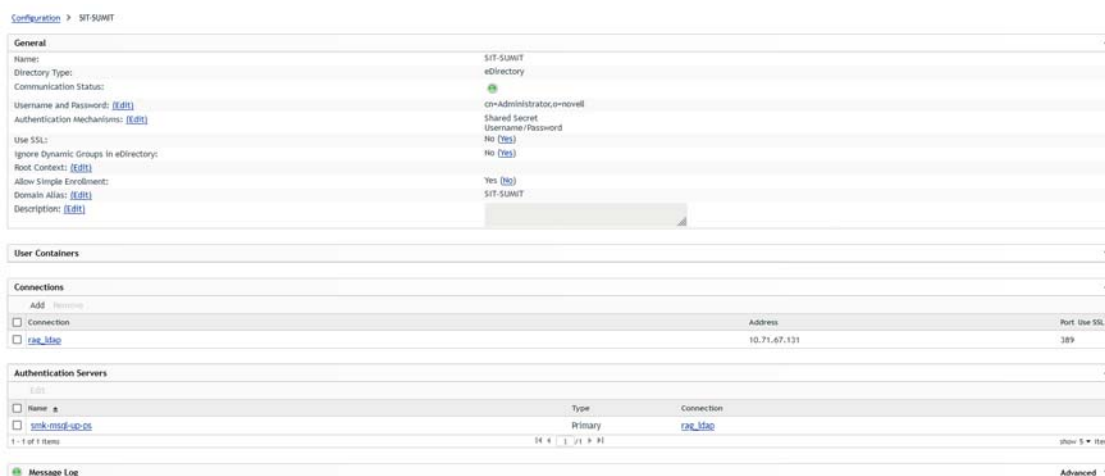 Configuration > SIT-SUMIT
General
Name: SIT-SUMIT
Directory Type: eDirectory
Communication Status:
Username and Password: (Edit) cn=Administrator,o=novell
Authentication Mechanisms: (Edit) Shared Secret
Username/Password
Use SSL: No (Yes)
Ignore Dynamic Groups in eDirectory: No (Yes)
Root Context: (Edit)
Allow Simple Enrollment: Yes (No)
Domain Alias: (Edit) SIT-SUMIT
Description: (Edit)
User Containers
Connections
Add Remove
Connection Address Port Use SSL
rag_ldap 10.71.67.131 389
Authentication Servers
Edit
Name Type Connection
smk-msql-up-ps Primary rag_ldap
1 - 1 of 1 items 1 /1 show 5
Message Log Advanced